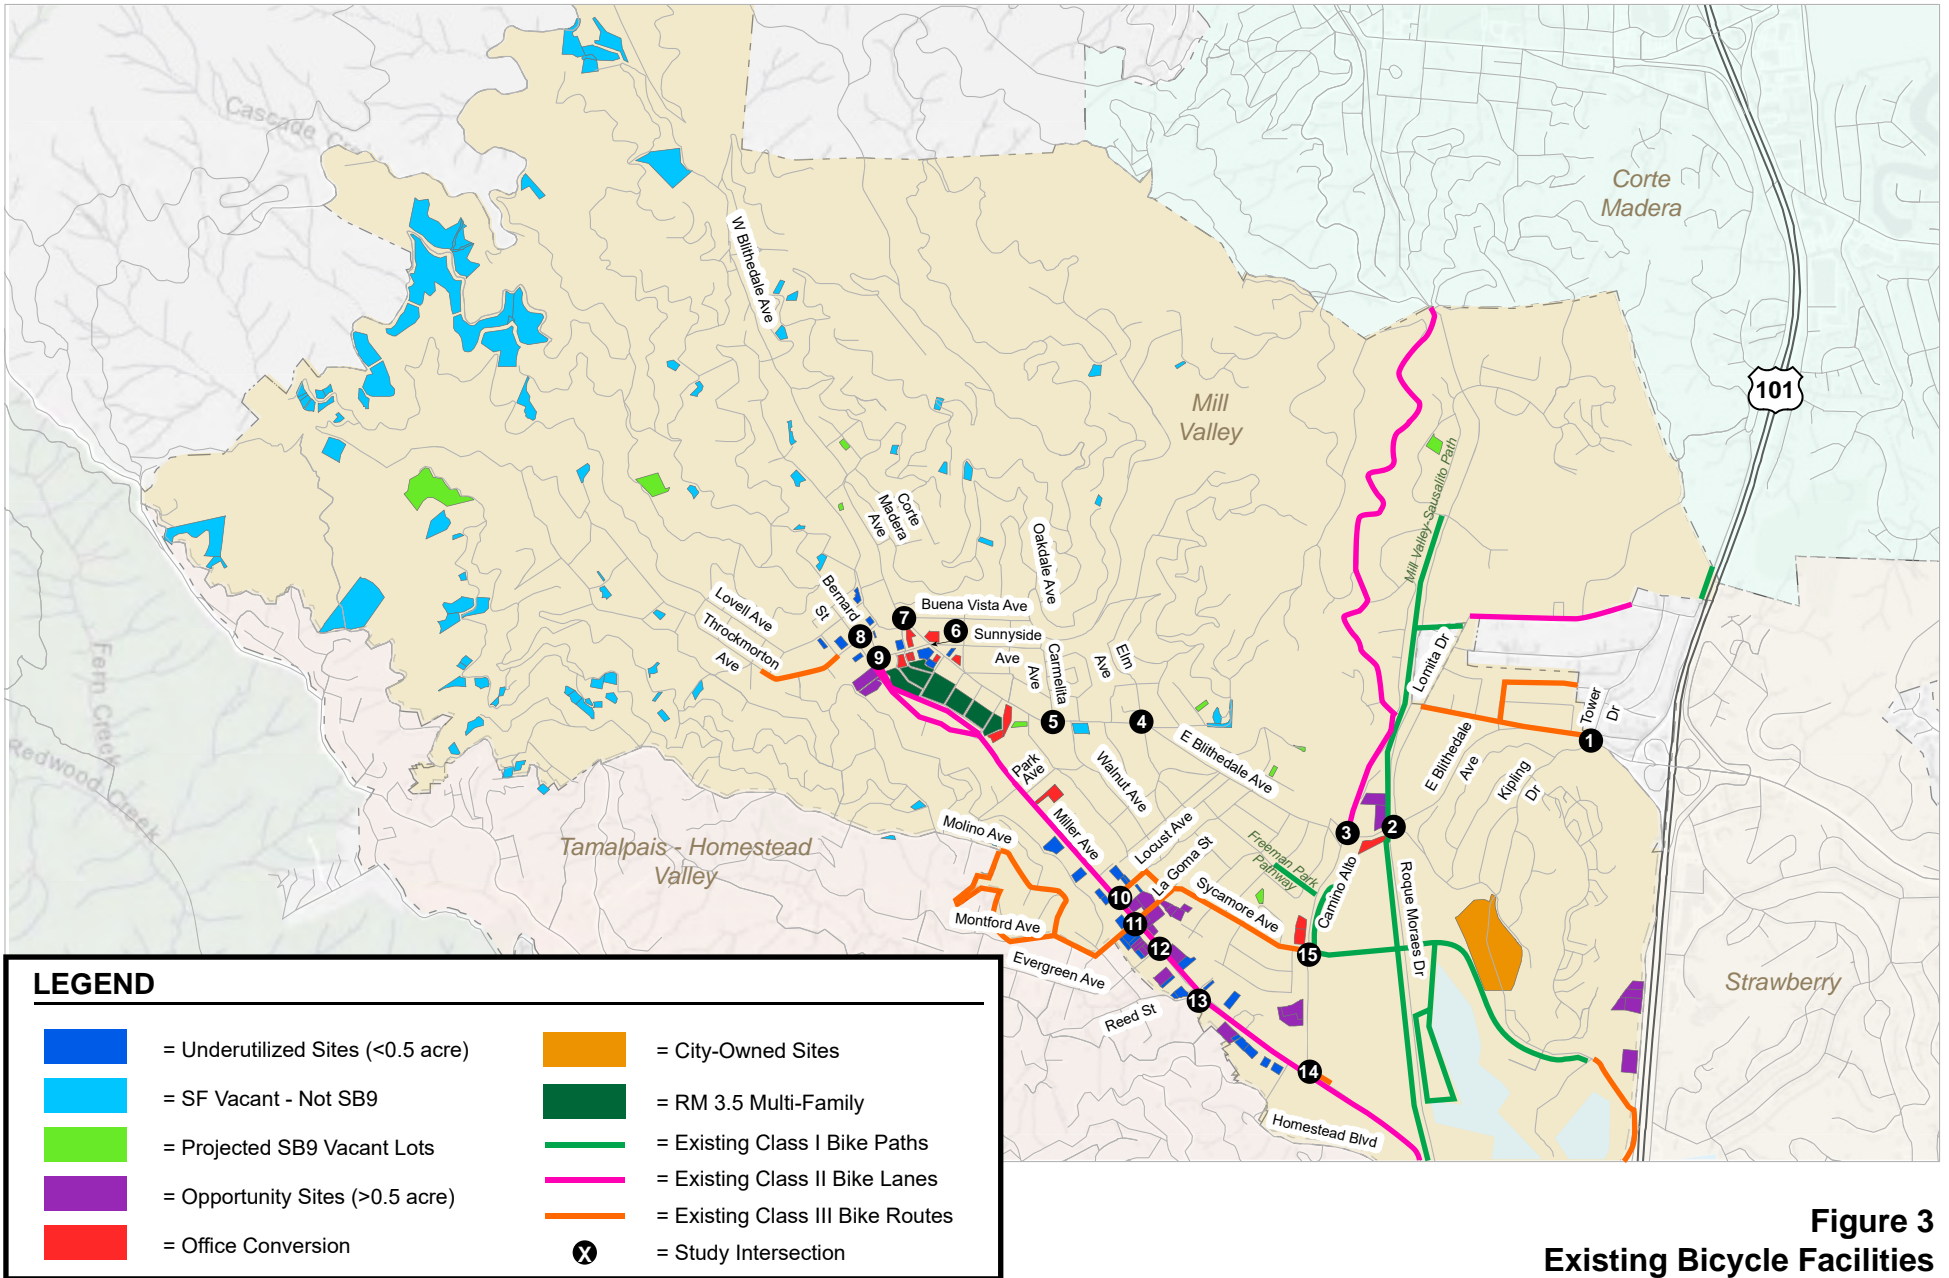 Cascade Creek
Corte
Madera
W Blithedale Ave
101
Mill
Valley
Mill Valley-Sausalito Path
Corte
Madera
Ave
Oakdale Ave
Bernard
St
Lovell Ave
Throckmorton
Ave
7
Buena Vista Ave
8
6
Sunnyside
Ave
9
Carmelita
Ave
Elm
Ave
Lomita Dr
Fern Creek
Redwood Creek
5
4
E Blithedale Ave
Tower
Dr
1
E Blithedale
Ave
Kipling
Dr
Park
Ave
Walnut Ave
Miller Ave
Molino Ave
Locust Ave
La Goma St
Freeman Park
Pathway
3
2
Camino Alto
Roque Moraes Dr
Tamalpais - Homestead
Valley
Montford Ave
10
11
12
Sycamore Ave
15
Evergreen Ave
Reed St
13
14
Homestead Blvd
Strawberry
LEGEND
= Underutilized Sites (<0.5 acre)
= SF Vacant - Not SB9
= Projected SB9 Vacant Lots
= Opportunity Sites (>0.5 acre)
= Office Conversion
= City-Owned Sites
= RM 3.5 Multi-Family
= Existing Class I Bike Paths
= Existing Class II Bike Lanes
= Existing Class III Bike Routes
X = Study Intersection
Figure 3
Existing Bicycle Facilities